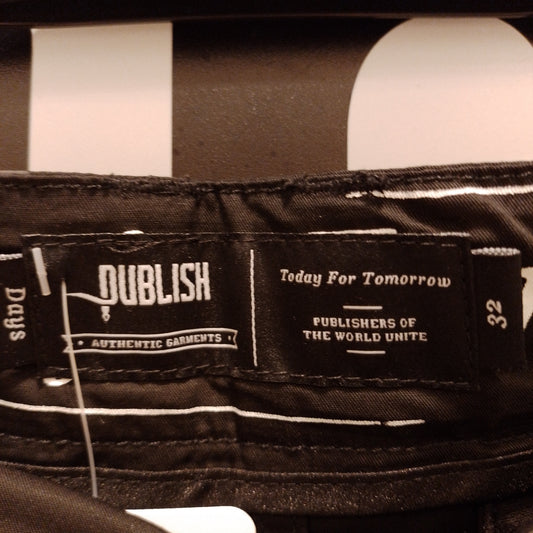 Days
PUBLISH
AUTHENTIC GARMENTS
Today For Tomorrow
PUBLISHERS OF
THE WORLD UNITE
32